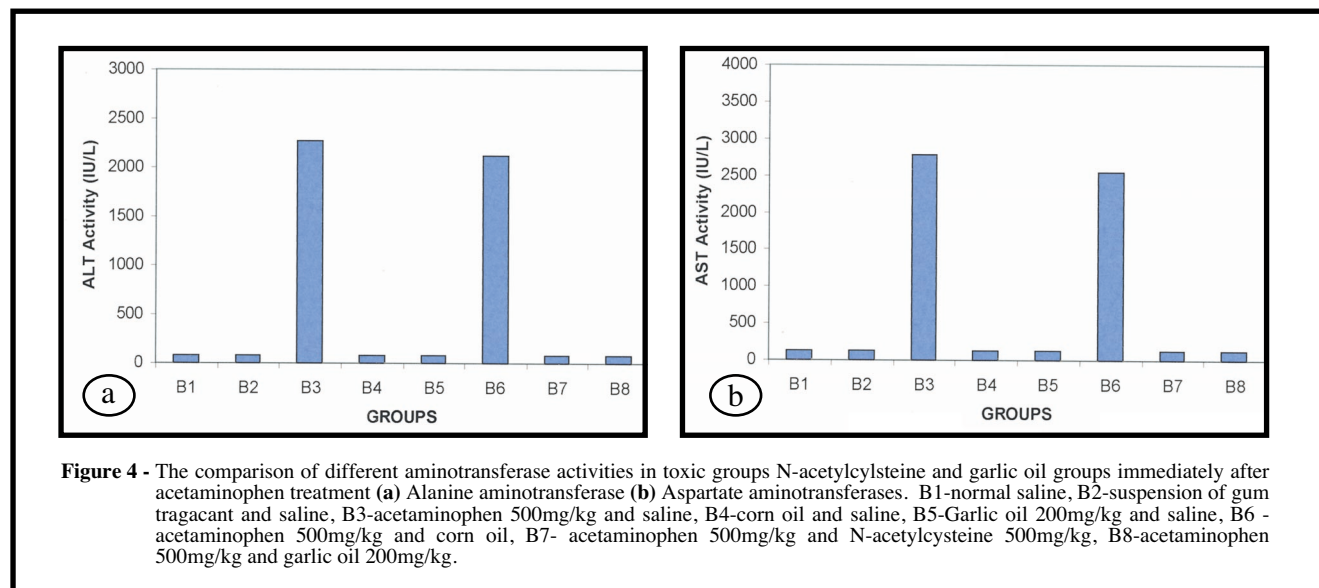 3000
2500
2000
1500
1000
500
0
ALT Activity (IU/L)
B1 B2 B3 B4 B5 B6 B7 B8
GROUPS
a
4000
3500
3000
2500
2000
1500
1000
500
0
AST Activity (IU/L)
B1 B2 B3 B4 B5 B6 B7 B8
GROUPS
b
Figure 4 - The comparison of different aminotransferase activities in toxic groups N-acetylcylsteine and garlic oil groups immediately after
acetaminophen treatment (a) Alanine aminotransferase (b) Aspartate aminotransferases. B1-normal saline, B2-suspension of gum
tragacant and saline, B3-acetaminophen 500mg/kg and saline, B4-corn oil and saline, B5-Garlic oil 200mg/kg and saline, B6 -
acetaminophen 500mg/kg and corn oil, B7- acetaminophen 500mg/kg and N-acetylcysteine 500mg/kg, B8-acetaminophen
500mg/kg and garlic oil 200mg/kg.